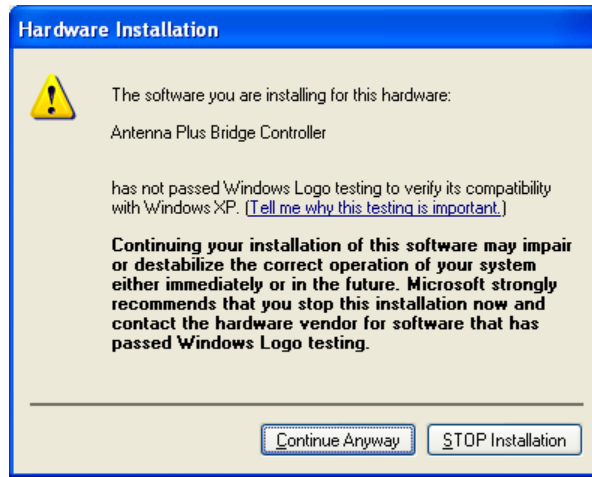 Hardware Installation
The software you are installing for this hardware:
Antenna Plus Bridge Controller
has not passed Windows Logo testing to verify its compatibility
with Windows XP. (Tell me why this testing is important.)
Continuing your installation of this software may impair
or destabilize the correct operation of your system
either immediately or in the future. Microsoft strongly
recommends that you stop this installation now and
contact the hardware vendor for software that has
passed Windows Logo testing.
Continue Anyway
STOP Installation